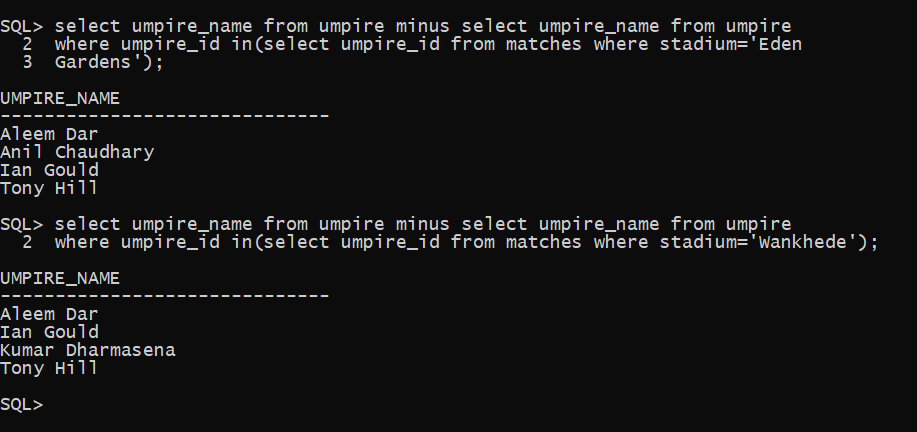 SQL> select umpire_name from umpire minus select umpire_name from umpire
  2  where umpire_id in(select umpire_id from matches where stadium='Eden
  3  Gardens');
UMPIRE_NAME
------------------------------
Aleem Dar
Anil Chaudhary
Ian Gould
Tony Hill
SQL> select umpire_name from umpire minus select umpire_name from umpire
  2  where umpire_id in(select umpire_id from matches where stadium='Wankhede');
UMPIRE_NAME
------------------------------
Aleem Dar
Ian Gould
Kumar Dharmasena
Tony Hill
SQL>